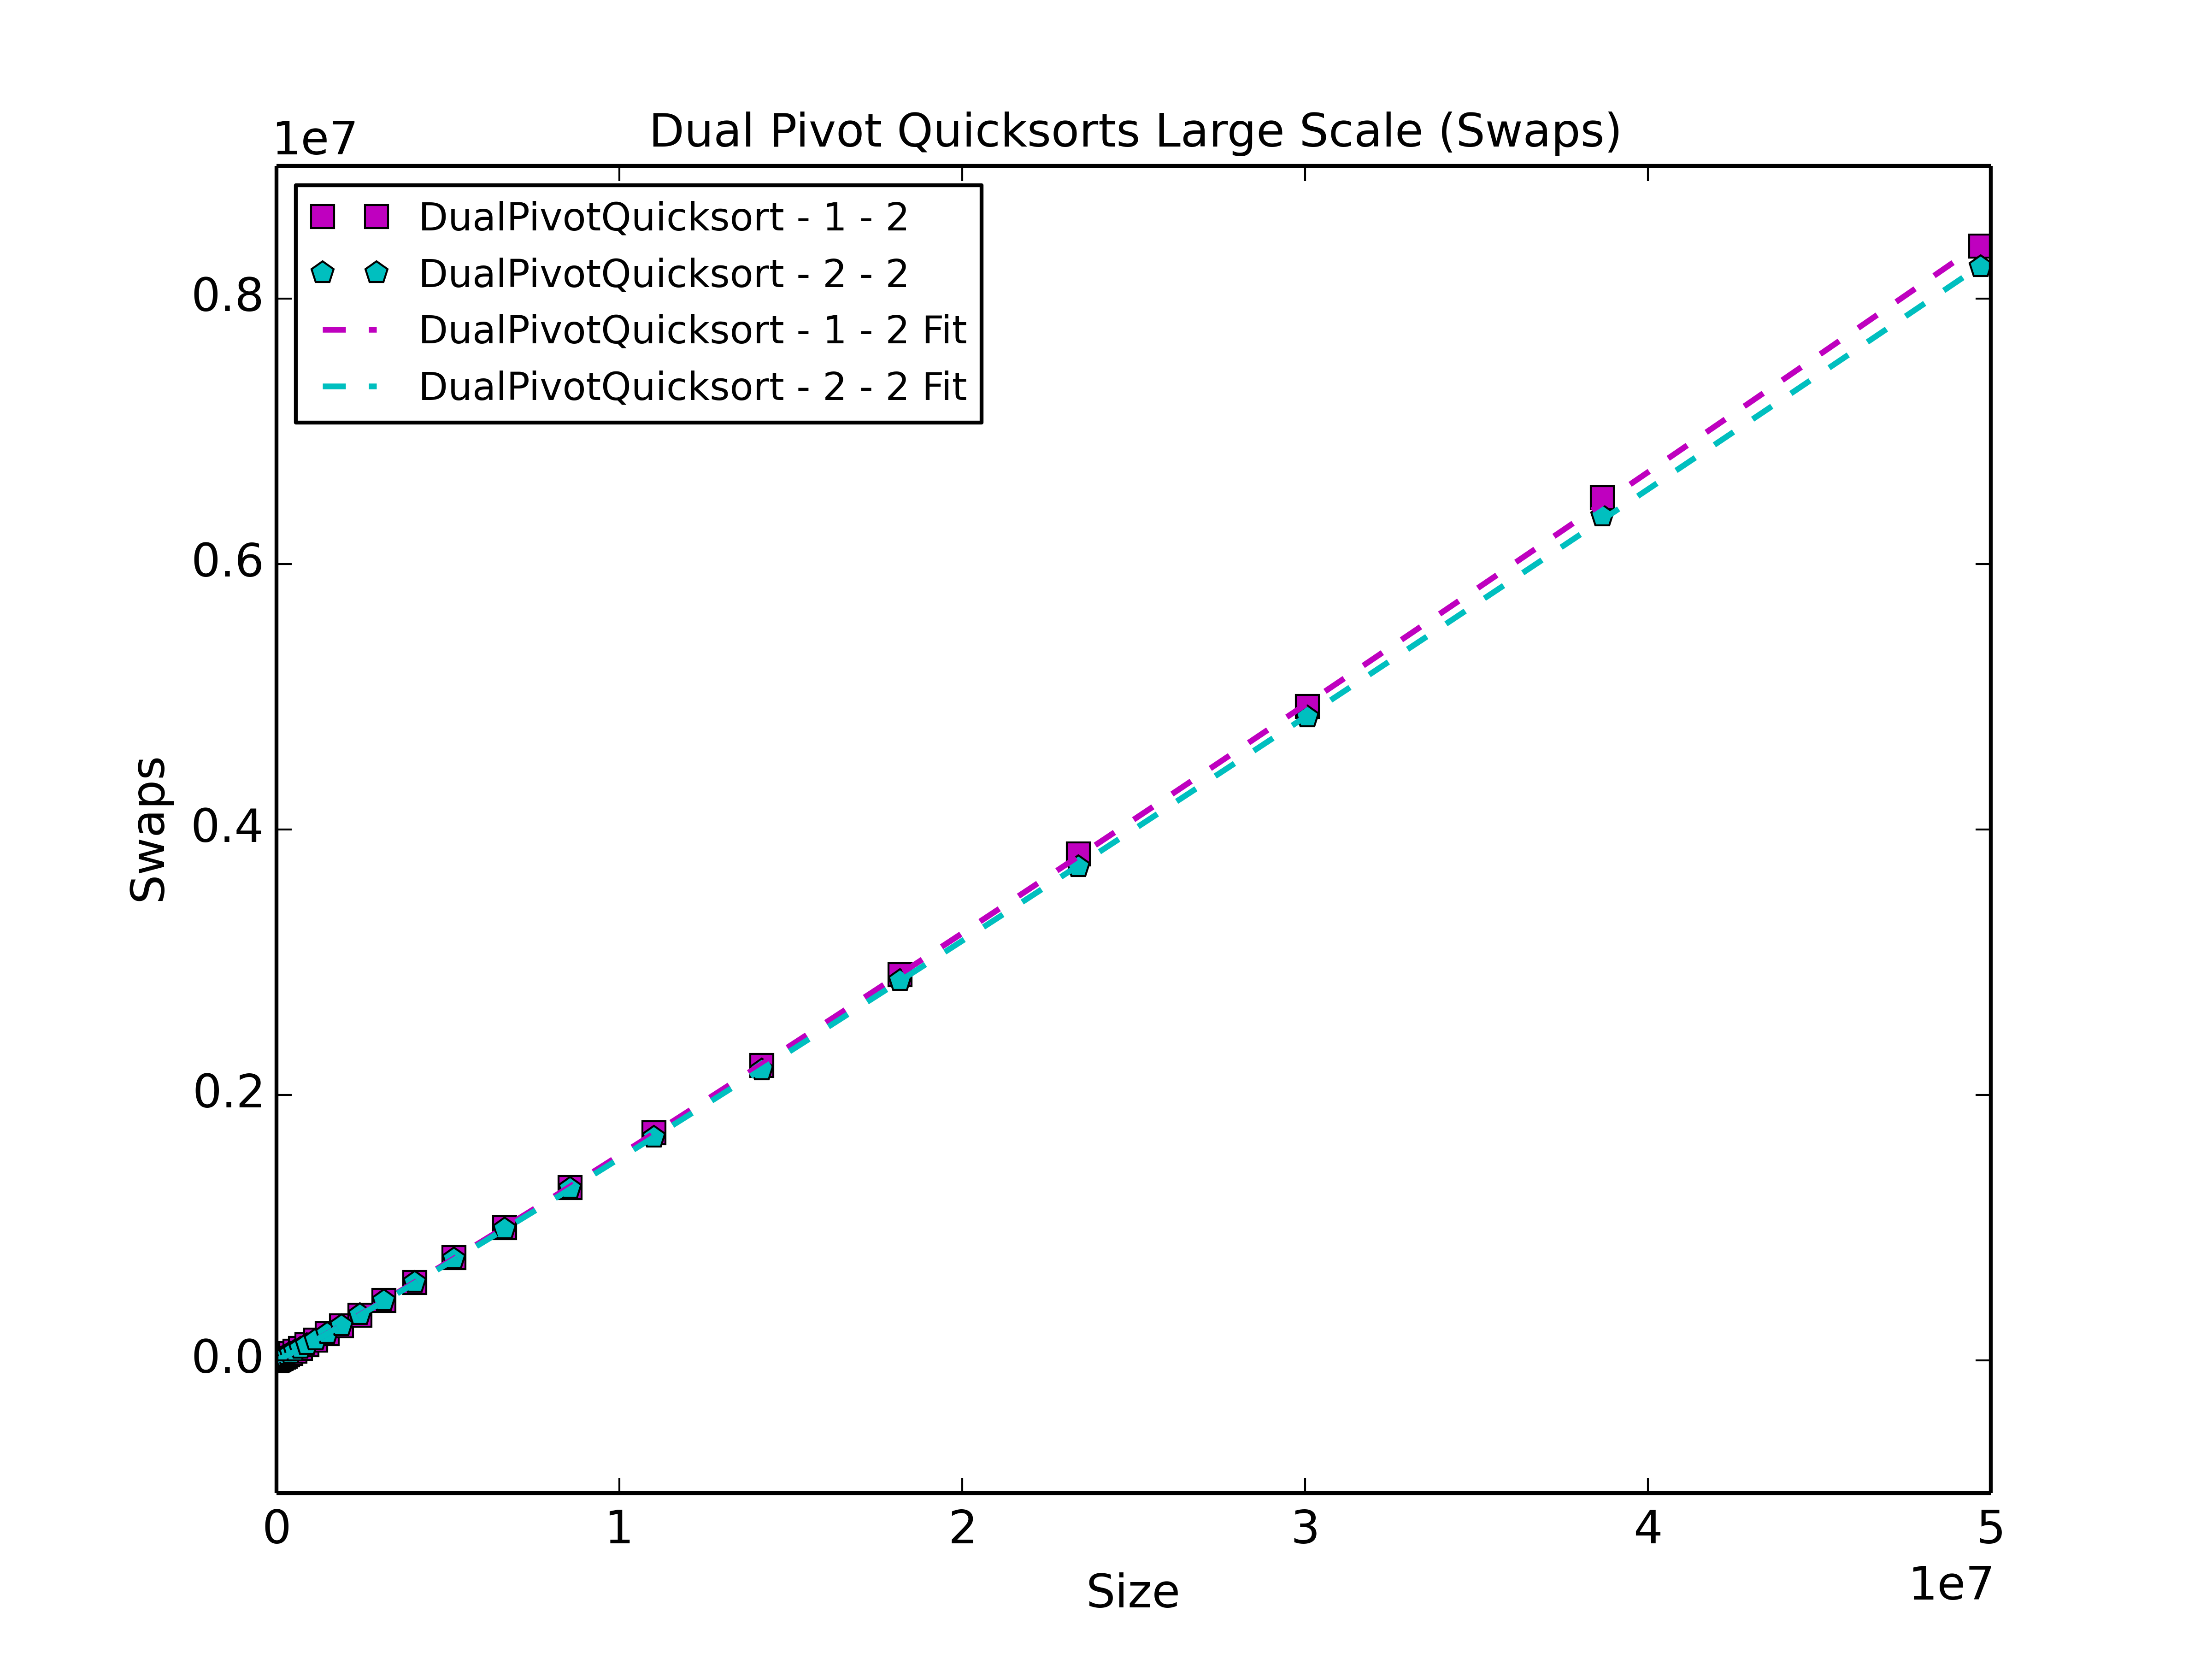 Dual Pivot Quicksorts Large Scale (Swaps)
1e7
DualPivotQuicksort - 1 - 2
DualPivotQuicksort - 2 - 2
DualPivotQuicksort - 1 - 2 Fit
DualPivotQuicksort - 2 - 2 Fit
0.8
0.6
0.4
0.2
0.0
Swaps
0 1 2 3 4 5
Size
1e7